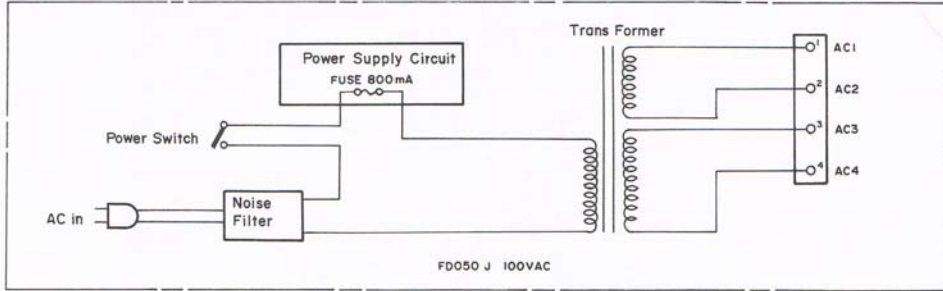 Trans Former
Power Supply Circuit
FUSE 800mA
1 AC1
2 AC2
3 AC3
4 AC4
Power Switch
AC in
Noise
Filter
FD050 J 100VAC